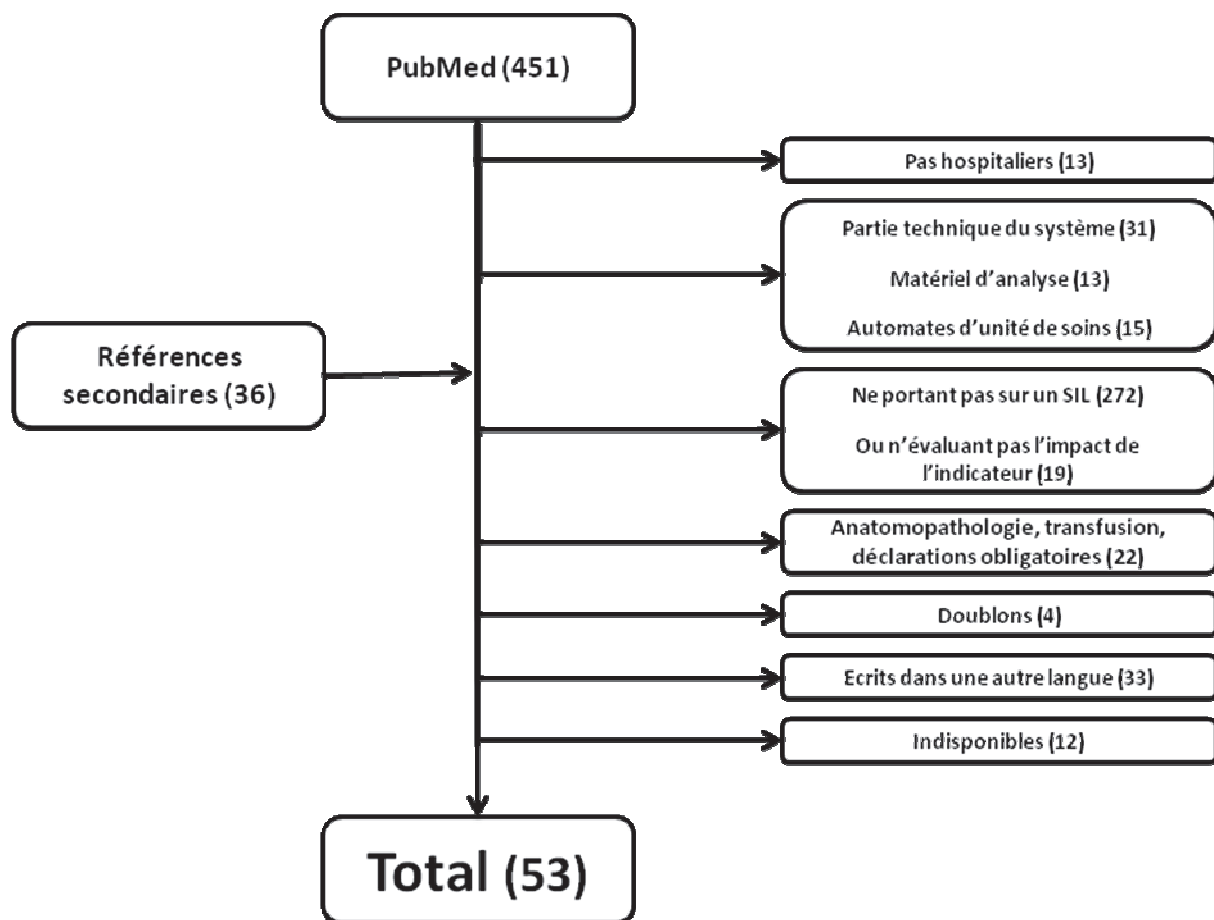 PubMed (451)
Pas hospitaliers (13)
Partie technique du système (31)
Matériel d'analyse (13)
Automates d'unité de soins (15)
Références
secondaires (36)
Ne portant pas sur un SIL (272)
Ou n'évaluant pas l'impact de
l'indicateur (19)
Anatomopathologie, transfusion,
déclarations obligatoires (22)
Doublons (4)
Ecrits dans une autre langue (33)
Indisponibles (12)
Total (53)